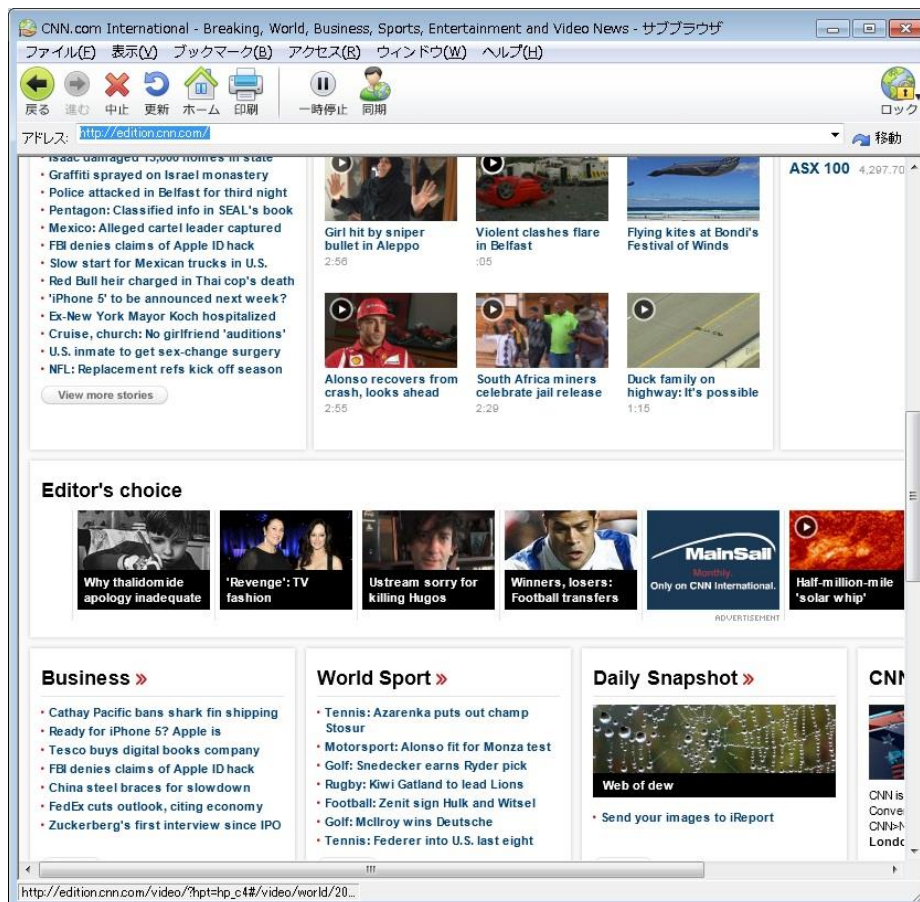 CNN.com International - Breaking, World, Business, Sports, Entertainment and Video News - サブブラウザ
ファイル(F) 表示(V) ブックマーク(B) アクセス(R) ウィンドウ(W) ヘルプ(H)
戻る 進む 中止 更新 ホーム 印刷 一時停止 同期 ロック
アドレス: http://edition.cnn.com/ 移動
Isaac damaged 13,000 homes in state
Graffiti sprayed on Israel monastery
Police attacked in Belfast for third night
Pentagon: Classified info in SEAL's book
Mexico: Alleged cartel leader captured
FBI denies claims of Apple ID hack
Slow start for Mexican trucks in U.S.
Red Bull heir charged in Thai cop's death
'iPhone 5' to be announced next week?
Ex-New York Mayor Koch hospitalized
Cruise, church: No girlfriend 'auditions'
U.S. inmate to get sex-change surgery
NFL: Replacement refs kick off season
View more stories
Girl hit by sniper
bullet in Aleppo
2:56
Violent clashes flare
in Belfast
:05
Flying kites at Bondi's
Festival of Winds
Alonso recovers from
crash, looks ahead
2:55
South Africa miners
celebrate jail release
2:29
Duck family on
highway: It's possible
1:15
ASX 100 4,297.70
Editor's choice
Why thalidomide
apology inadequate
'Revenge': TV
fashion
Ustream sorry for
killing Hugos
Winners, losers:
Football transfers
MainSail
Monthly.
Only on CNN International.
ADVERTISEMENT
Half-million-mile
'solar whip'
Business »
Cathay Pacific bans shark fin shipping
Ready for iPhone 5? Apple is
Tesco buys digital books company
FBI denies claims of Apple ID hack
China steel braces for slowdown
FedEx cuts outlook, citing economy
Zuckerberg's first interview since IPO
World Sport »
Tennis: Azarenka puts out champ
Stosur
Motorsport: Alonso fit for Monza test
Golf: Snedecker earns Ryder pick
Rugby: Kiwi Gatland to lead Lions
Football: Zenit sign Hulk and Witsel
Golf: McIlroy wins Deutsche
Tennis: Federer into U.S. last eight
Daily Snapshot »
Web of dew
Send your images to iReport
CNN
CNN is
Conve
CNN>N
Londo
http://edition.cnn.com/video/?hpt=hp_c4#/video/world/20...